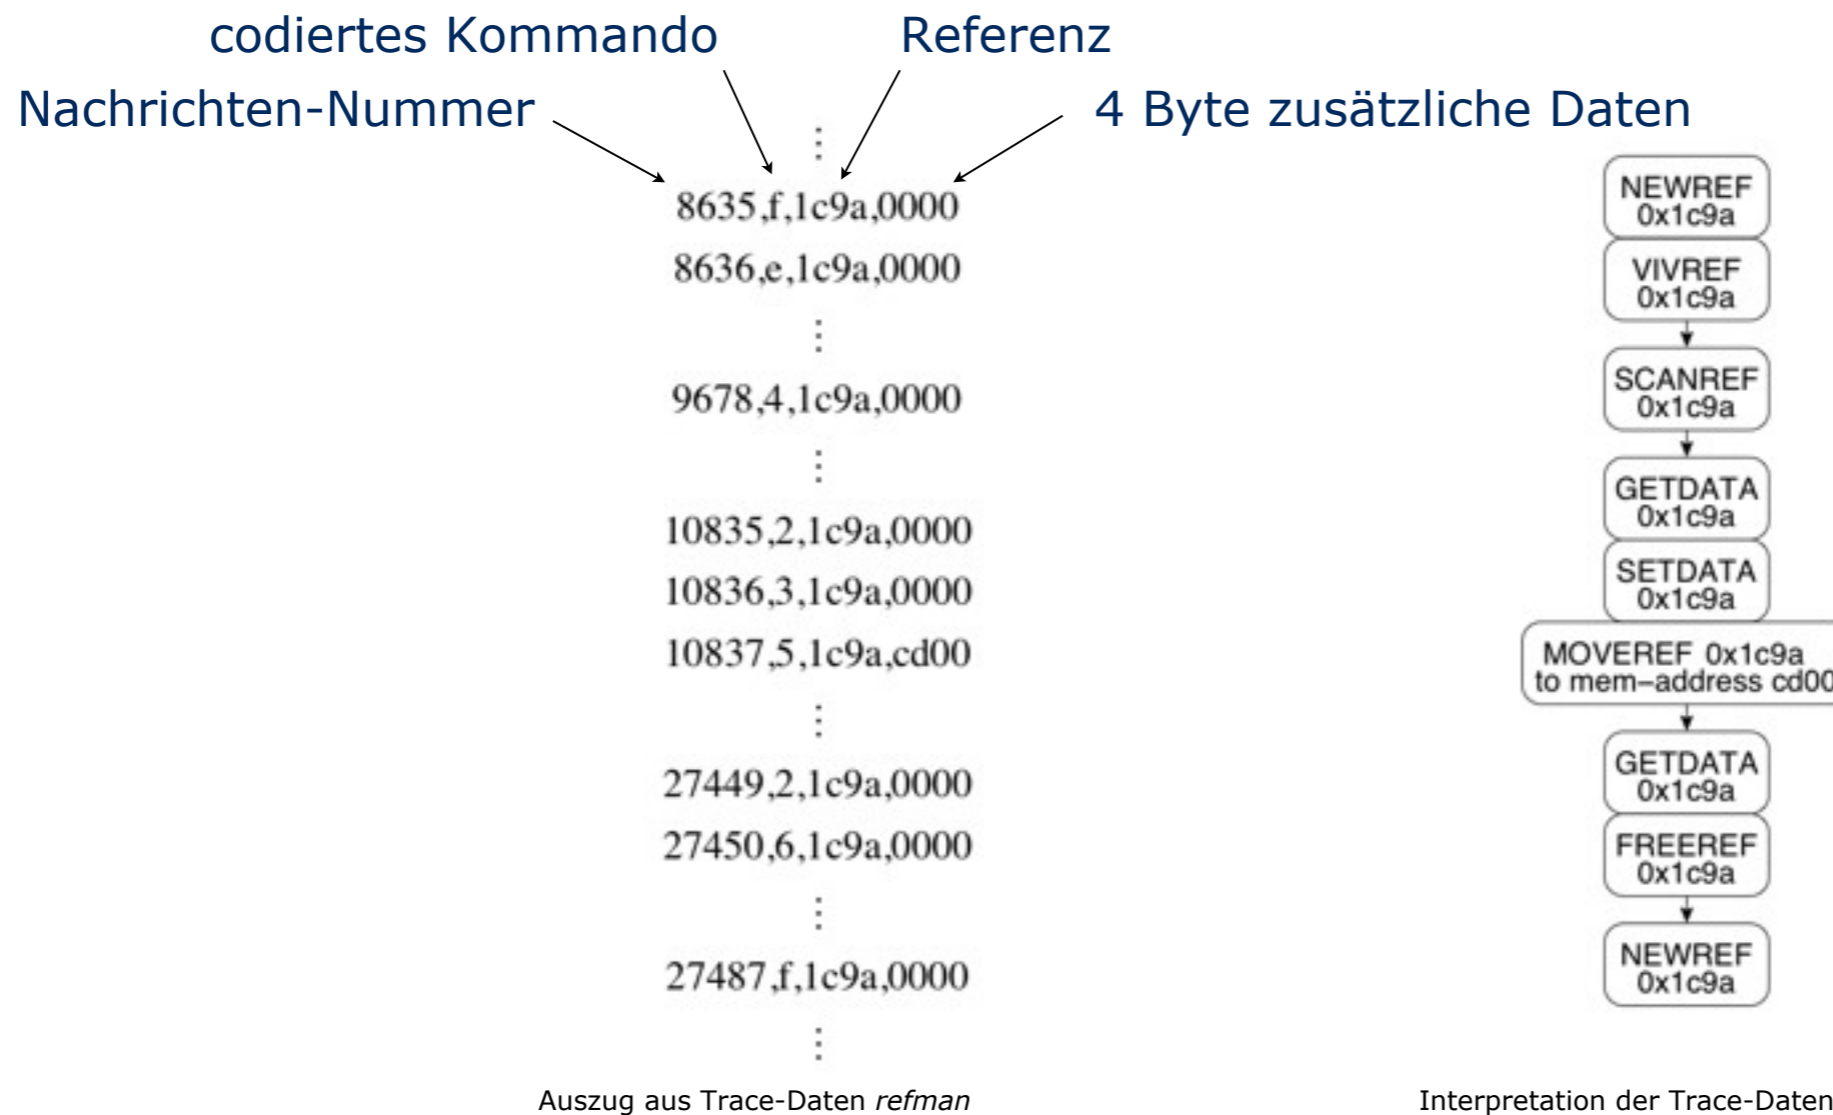 codiertes Kommando
Referenz
Nachrichten-Nummer
4 Byte zusätzliche Daten
8635,f,1c9a,0000
8636,e,1c9a,0000
9678,4,1c9a,0000
10835,2,1c9a,0000
10836,3,1c9a,0000
10837,5,1c9a,cd00
27449,2,1c9a,0000
27450,6,1c9a,0000
27487,f,1c9a,0000
Auszug aus Trace-Daten refman
NEWREF
0x1c9a
VIVREF
0x1c9a
SCANREF
0x1c9a
GETDATA
0x1c9a
SETDATA
0x1c9a
MOVEREF 0x1c9a
to mem-address cd00
GETDATA
0x1c9a
FREEREF
0x1c9a
NEWREF
0x1c9a
Interpretation der Trace-Daten